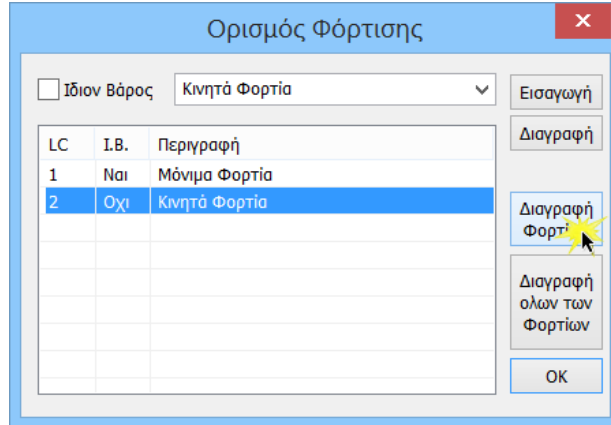 Ορισμός Φόρτισης
Ιδιον Βάρος
Κινητά Φορτία
Εισαγωγή
Διαγραφή
LC Ι.Β. Περιγραφή
1 Ναι Μόνιμα Φορτία
2 Οχι Κινητά Φορτία
Διαγραφή
Διαγραφή
ολων των
Φορτίων
OK